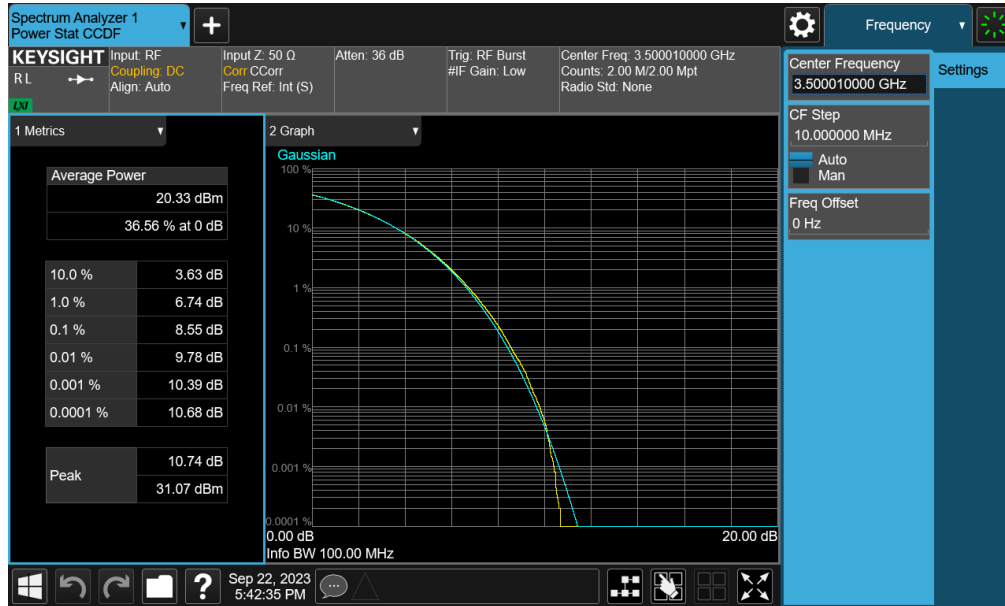 Spectrum Analyzer 1
Power Stat CCDF
Frequency
KEYSIGHT
R L
LXI
Input: RF
Coupling: DC
Align: Auto
Input Z: 50 Ω
Corr CCorr
Freq Ref: Int (S)
Atten: 36 dB
Trig: RF Burst
#IF Gain: Low
Center Freq: 3.500010000 GHz
Counts: 2.00 M/2.00 Mpt
Radio Std: None
Center Frequency
3.500010000 GHz
Settings
CF Step
10.000000 MHz
Auto
Man
Freq Offset
0 Hz
1 Metrics
Average Power
20.33 dBm
36.56 % at 0 dB
10.0 % 3.63 dB
1.0 % 6.74 dB
0.1 % 8.55 dB
0.01 % 9.78 dB
0.001 % 10.39 dB
0.0001 % 10.68 dB
Peak 10.74 dB
31.07 dBm
2 Graph
Gaussian
100 %
10 %
1 %
0.1 %
0.01 %
0.001 %
0.0001 %
0.00 dB 20.00 dB
Info BW 100.00 MHz
?
Sep 22, 2023
5:42:35 PM